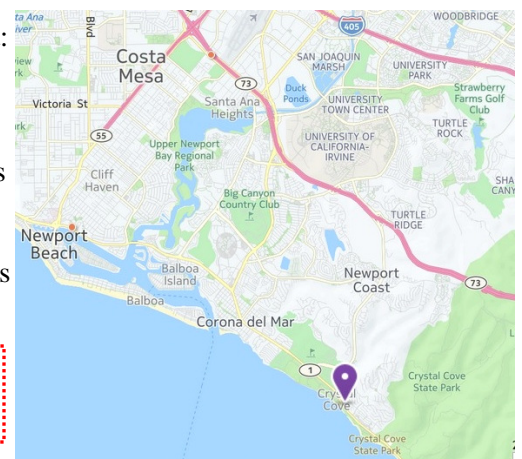 WOODBRIDGE
405
Costa
Mesa
SAN JOAQUIN
MARSH
UNIVERSITY
PARK
73
Duck
Ponds
Strawberry
Farms Golf
Club
Blvd
Victoria St
Santa Ana
Heights
UNIVERSITY
TOWN CENTER
TURTLE
ROCK
55
UNIVERSITY OF
CALIFORNIA-
IRVINE
Upper Newport
Bay Regional
Park
Cliff
Haven
Big Canyon
Country Club
TURTLE
RIDGE
Newport
Beach
Balboa
Island
Newport
Coast
73
Balboa
Corona del Mar
1
Crystal
Cove
Crystal Cove
State Park
Crystal Cove
State Park